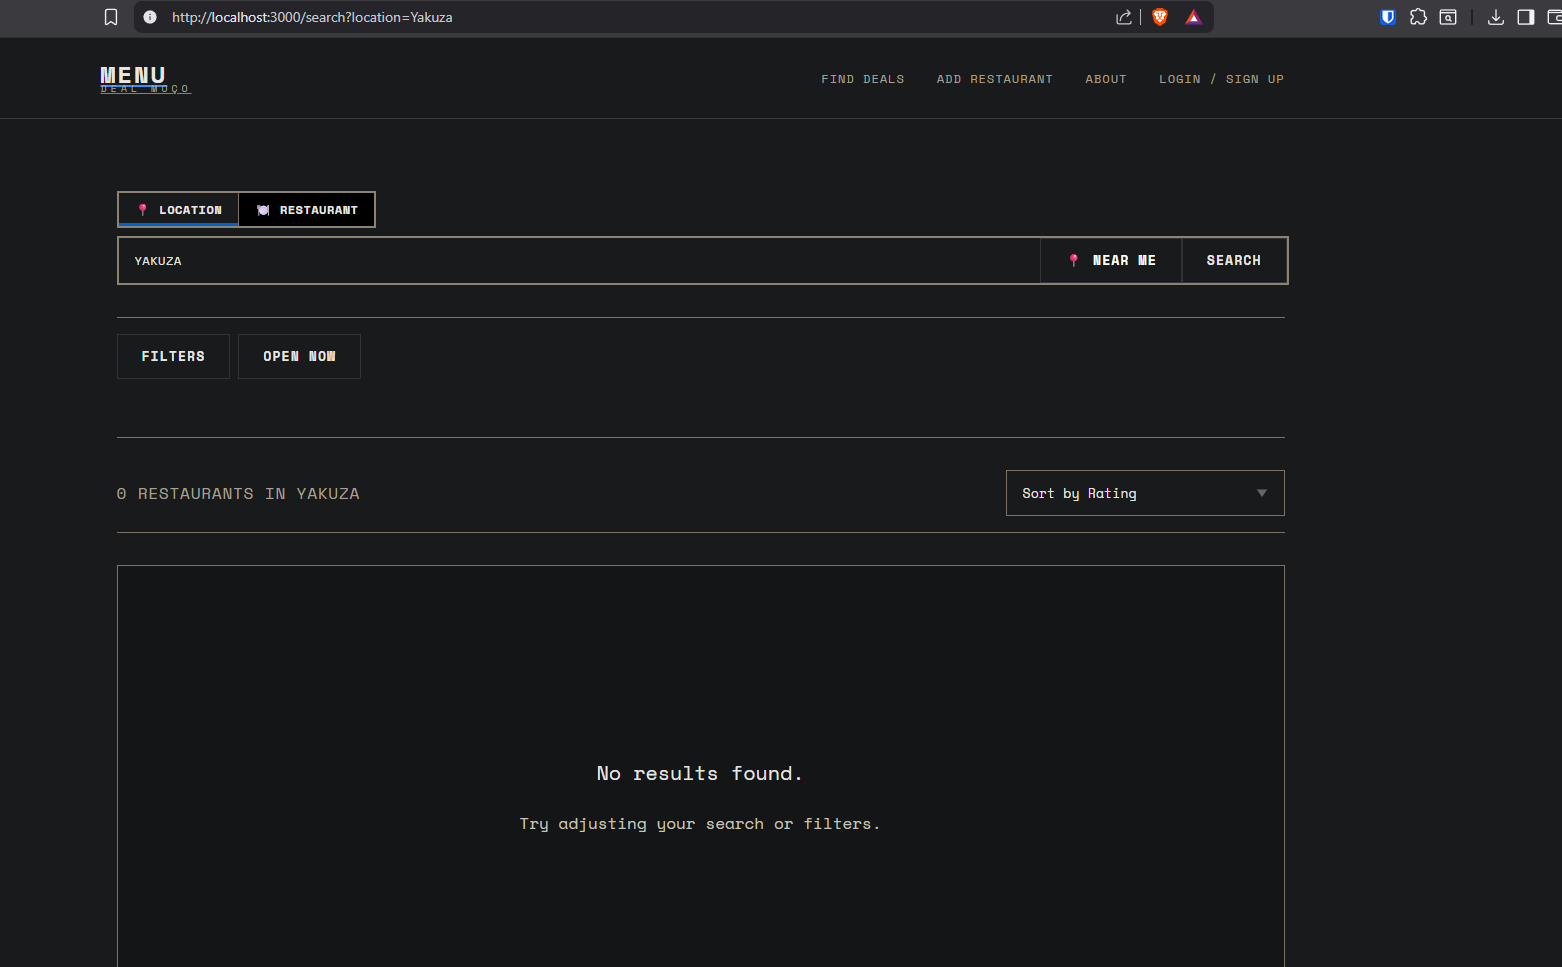 http://localhost:3000/search?location=Yakuza
MENU
DEAL MOÇO
FIND DEALS
ADD RESTAURANT
ABOUT
LOGIN / SIGN UP
LOCATION
RESTAURANT
YAKUZA
NEAR ME
SEARCH
FILTERS
OPEN NOW
0 RESTAURANTS IN YAKUZA
Sort by Rating
No results found.
Try adjusting your search or filters.